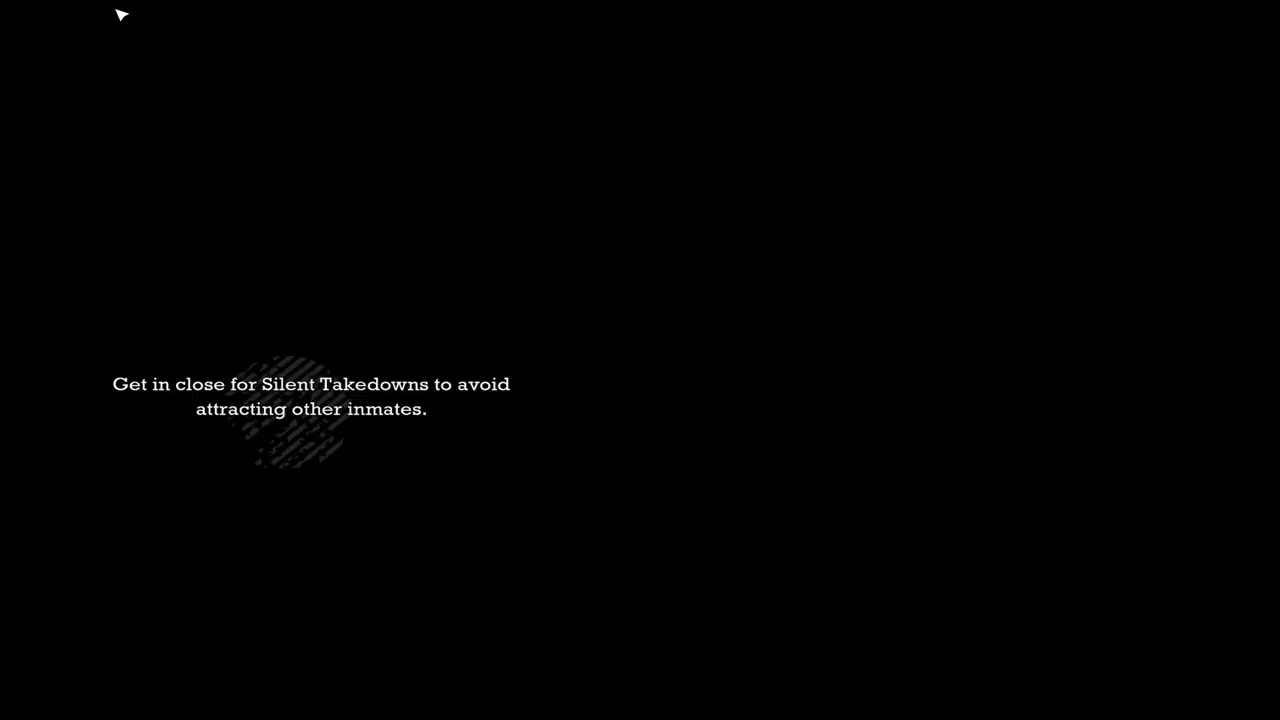 Get in close for Silent Takedowns to avoid
attracting other inmates.